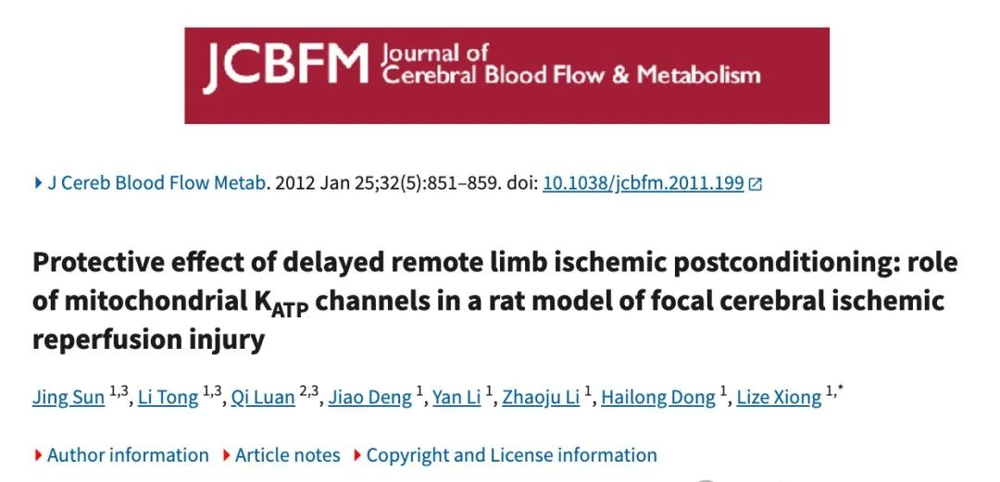 JCBFM Journal of
Cerebral Blood Flow & Metabolism
J Cereb Blood Flow Metab. 2012 Jan 25;32(5):851–859. doi: 10.1038/jcbfm.2011.199
Protective effect of delayed remote limb ischemic postconditioning: role
of mitochondrial KATP channels in a rat model of focal cerebral ischemic
reperfusion injury
Jing Sun 1,3, Li Tong 1,3, Qi Luan 2,3, Jiao Deng 1, Yan Li 1, Zhaoju Li 1, Hailong Dong 1, Lize Xiong 1,*
Author information Article notes Copyright and License information